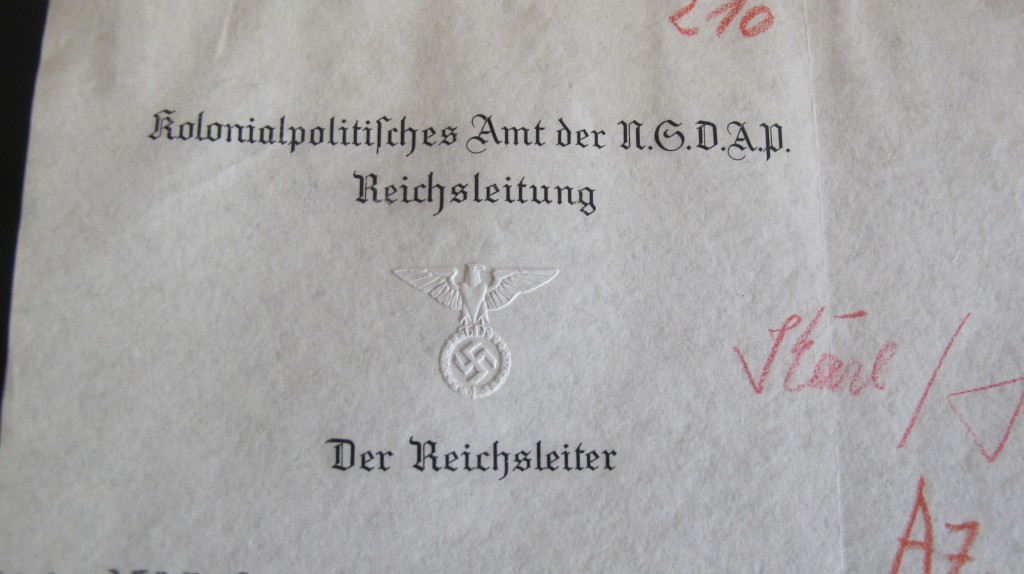 210
Kolonialpolitisches Amt der N.S.D.A.P.
Reichsleitung
Der Reichsleiter
A7